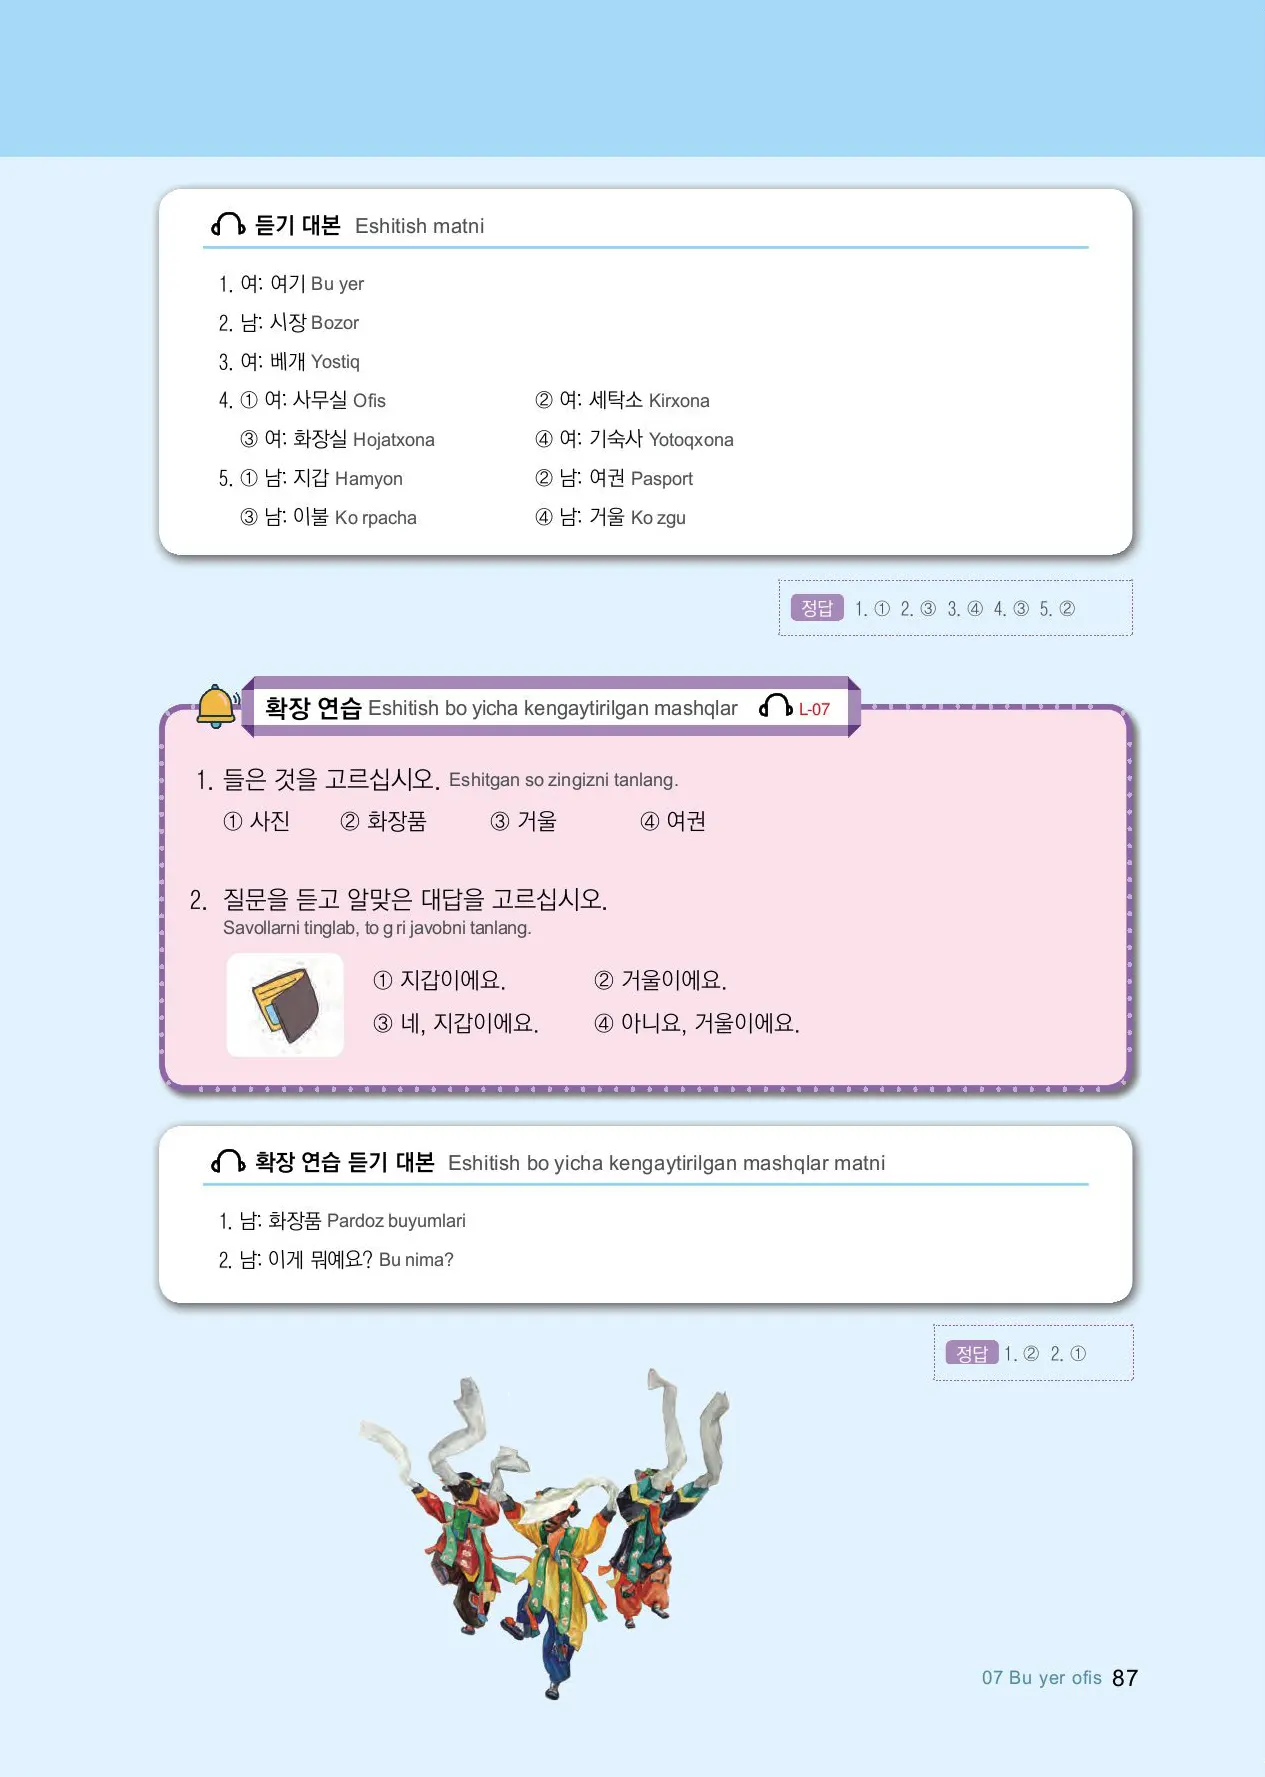 듣기 대본 Eshitish matni
1. 여: 여기 Bu yer
2. 남: 시장 Bozor
3. 여: 베개 Yostiq
4. ① 여: 사무실 Ofis ② 여: 세탁소 Kirxona
③ 여: 화장실 Hojatxona ④ 여: 기숙사 Yotoqxona
5. ① 남: 지갑 Hamyon ② 남: 여권 Pasport
③ 남: 이불 Ko rpacha ④ 남: 거울 Ko zgu
정답 1. ① 2. ③ 3. ④ 4. ③ 5. ②
확장 연습 Eshitish bo yicha kengaytirilgan mashqlar L-07
1. 들은 것을 고르십시오. Eshitgan so zingizni tanlang.
① 사진 ② 화장품 ③ 거울 ④ 여권
2. 질문을 듣고 알맞은 대답을 고르십시오.
Savollarni tinglab, to g ri javobni tanlang.
① 지갑이에요. ② 거울이에요.
③ 네, 지갑이에요. ④ 아니요, 거울이에요.
확장 연습 듣기 대본 Eshitish bo yicha kengaytirilgan mashqlar matni
1. 남: 화장품 Pardoz buyumlari
2. 남: 이게 뭐예요? Bu nima?
정답 1. ② 2. ①
07 Bu yer ofis 87